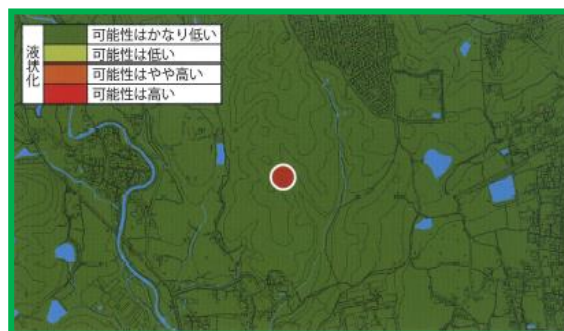 液状化
可能性はかなり低い
可能性は低い
可能性はやや高い
可能性は高い